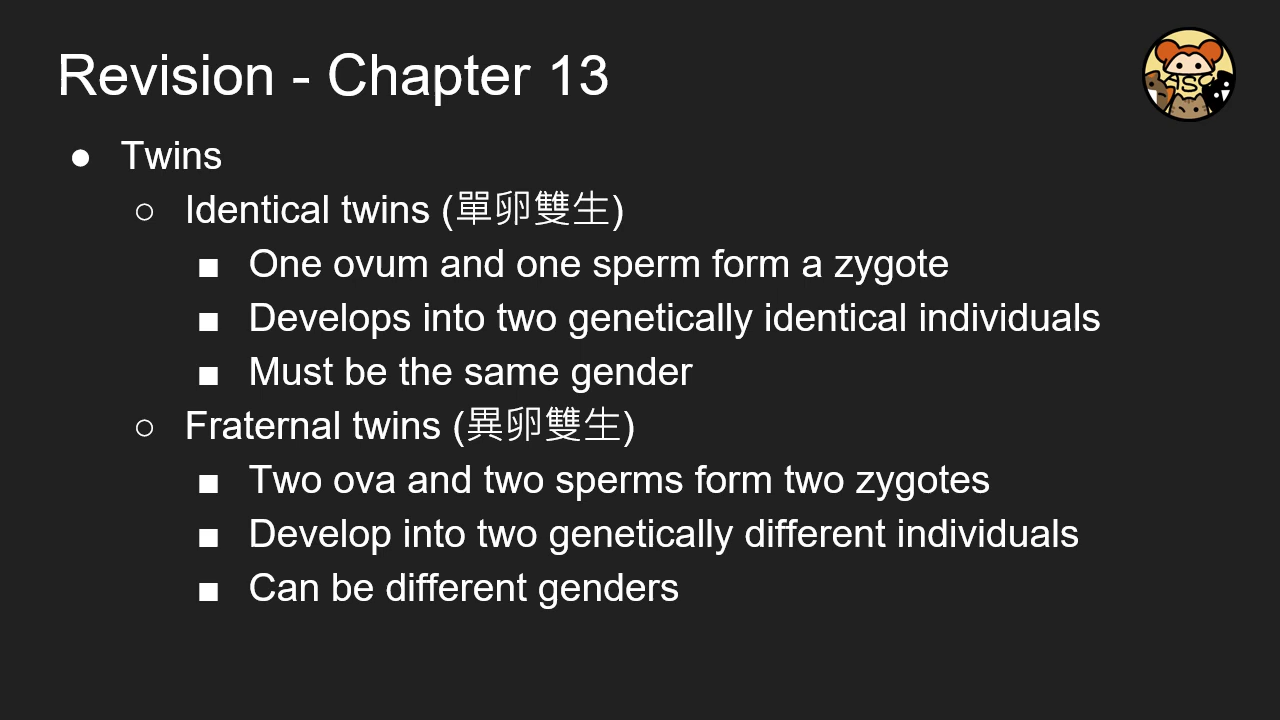 Revision - Chapter 13
● Twins
○ Identical twins (單卵雙生)
■ One ovum and one sperm form a zygote
■ Develops into two genetically identical individuals
■ Must be the same gender
○ Fraternal twins (異卵雙生)
■ Two ova and two sperms form two zygotes
■ Develop into two genetically different individuals
■ Can be different genders
S